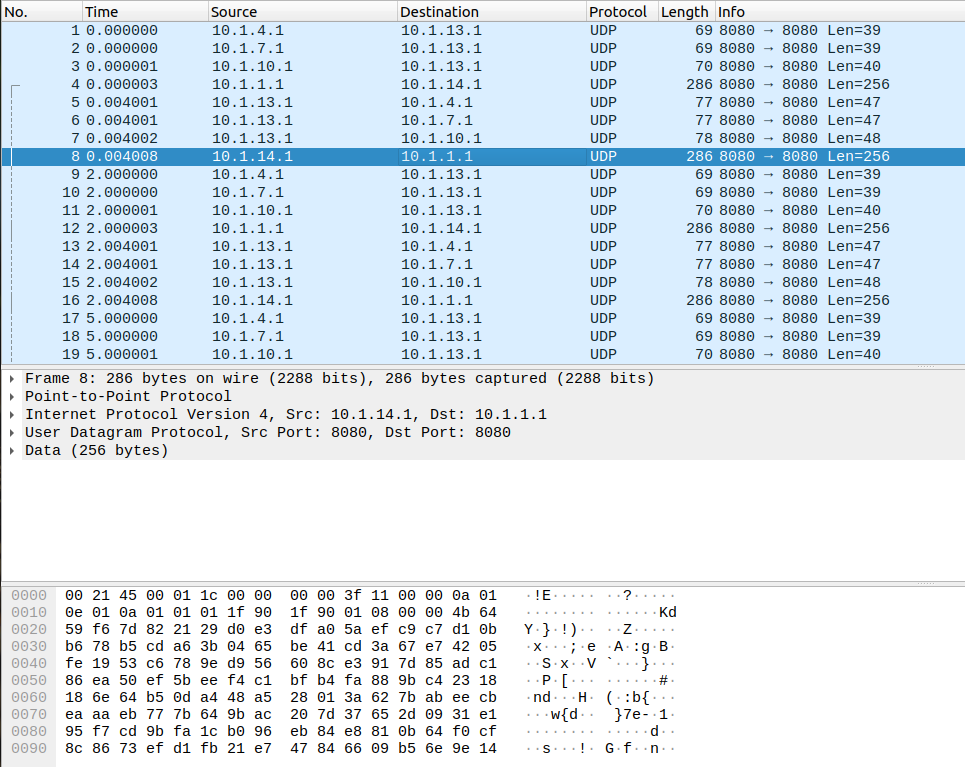 No. Time Source Destination Protocol Length Info
1 0.000000 10.1.4.1 10.1.13.1 UDP 69 8080 → 8080 Len=39
2 0.000000 10.1.7.1 10.1.13.1 UDP 69 8080 → 8080 Len=39
3 0.000001 10.1.10.1 10.1.13.1 UDP 70 8080 → 8080 Len=40
4 0.000003 10.1.1.1 10.1.14.1 UDP 286 8080 → 8080 Len=256
5 0.004001 10.1.13.1 10.1.4.1 UDP 77 8080 → 8080 Len=47
6 0.004001 10.1.13.1 10.1.7.1 UDP 77 8080 → 8080 Len=47
7 0.004002 10.1.13.1 10.1.10.1 UDP 78 8080 → 8080 Len=48
8 0.004008 10.1.14.1 10.1.1.1 UDP 286 8080 → 8080 Len=256
9 2.000000 10.1.4.1 10.1.13.1 UDP 69 8080 → 8080 Len=39
10 2.000000 10.1.7.1 10.1.13.1 UDP 69 8080 → 8080 Len=39
11 2.000001 10.1.10.1 10.1.13.1 UDP 70 8080 → 8080 Len=40
12 2.000003 10.1.1.1 10.1.14.1 UDP 286 8080 → 8080 Len=256
13 2.004001 10.1.13.1 10.1.4.1 UDP 77 8080 → 8080 Len=47
14 2.004001 10.1.13.1 10.1.7.1 UDP 77 8080 → 8080 Len=47
15 2.004002 10.1.13.1 10.1.10.1 UDP 78 8080 → 8080 Len=48
16 2.004008 10.1.14.1 10.1.1.1 UDP 286 8080 → 8080 Len=256
17 5.000000 10.1.4.1 10.1.13.1 UDP 69 8080 → 8080 Len=39
18 5.000000 10.1.7.1 10.1.13.1 UDP 69 8080 → 8080 Len=39
19 5.000001 10.1.10.1 10.1.13.1 UDP 70 8080 → 8080 Len=40
Frame 8: 286 bytes on wire (2288 bits), 286 bytes captured (2288 bits)
Point-to-Point Protocol
Internet Protocol Version 4, Src: 10.1.14.1, Dst: 10.1.1.1
User Datagram Protocol, Src Port: 8080, Dst Port: 8080
Data (256 bytes)
0000 00 21 45 00 01 1c 00 00 00 00 3f 11 00 00 0a 01 ·!E····· ··?·····
0010 0e 01 0a 01 01 01 1f 90 1f 90 01 08 00 00 4b 64 ········ ······Kd
0020 59 f6 7d 82 21 29 d0 e3 df a0 5a ef c9 c7 d1 0b Y·}·!)·· ··Z·····
0030 b6 78 b5 cd a6 3b 04 65 be 41 cd 3a 67 e7 42 05 ·x···;·e ·A·:g·B·
0040 fe 19 53 c6 78 9e d9 56 60 8c e3 91 7d 85 ad c1 ··S·x··V `···}···
0050 86 ea 50 ef 5b ee f4 c1 bf b4 fa 88 9b c4 23 18 ··P·[··· ······#·
0060 18 6e 64 b5 0d a4 48 a5 28 01 3a 62 7b ab ee cb ·nd···H· (·:b{···
0070 ea aa eb 77 7b 64 9b ac 20 7d 37 65 2d 09 31 e1 ···w{d··  }7e-·1·
0080 95 f7 cd 9b fa 1c b0 96 eb 84 e8 81 0b 64 f0 cf ········ ·····d··
0090 8c 86 73 ef d1 fb 21 e7 47 84 66 09 b5 6e 9e 14 ··s···!· G·f··n··